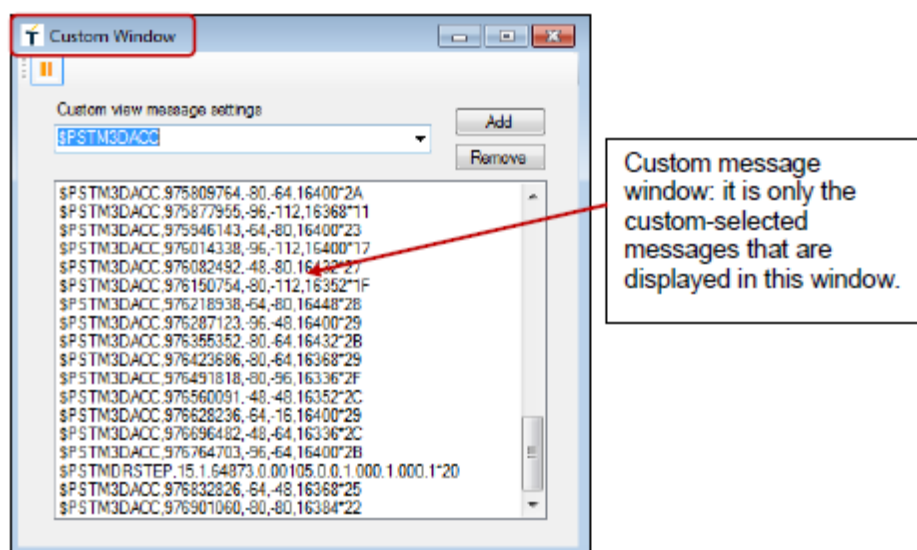 Custom Window
Custom view message settings
$PSTM3DACC
Add
Remove
$PSTM3DACC,975809764,-80,-64,16400*2A
$PSTM3DACC,975877955,-96,-112,16368*11
$PSTM3DACC,975946143,-64,-80,16400*23
$PSTM3DACC,976014338,-96,-112,16400*17
$PSTM3DACC,976082492,-48,-80,16432*27
$PSTM3DACC,976150754,-80,-112,16352*1F
$PSTM3DACC,976218938,-64,-80,16448*28
$PSTM3DACC,976287123,-96,-48,16400*29
$PSTM3DACC,976355352,-80,-64,16432*2B
$PSTM3DACC,976423686,-80,-64,16368*29
$PSTM3DACC,976491818,-80,-96,16336*2F
$PSTM3DACC,976560091,-48,-48,16352*2C
$PSTM3DACC,976628236,-64,-16,16400*29
$PSTM3DACC,976696482,-48,-64,16336*2C
$PSTM3DACC,976764703,-96,-64,16400*2B
$PSTMDRSTEP,15,1.64873,0.00105,0,0,1.000,1.000,1*20
$PSTM3DACC,976832826,-64,-48,16368*25
$PSTM3DACC,976901060,-80,-80,16384*22
Custom message
window: it is only the
custom-selected
messages that are
displayed in this window.